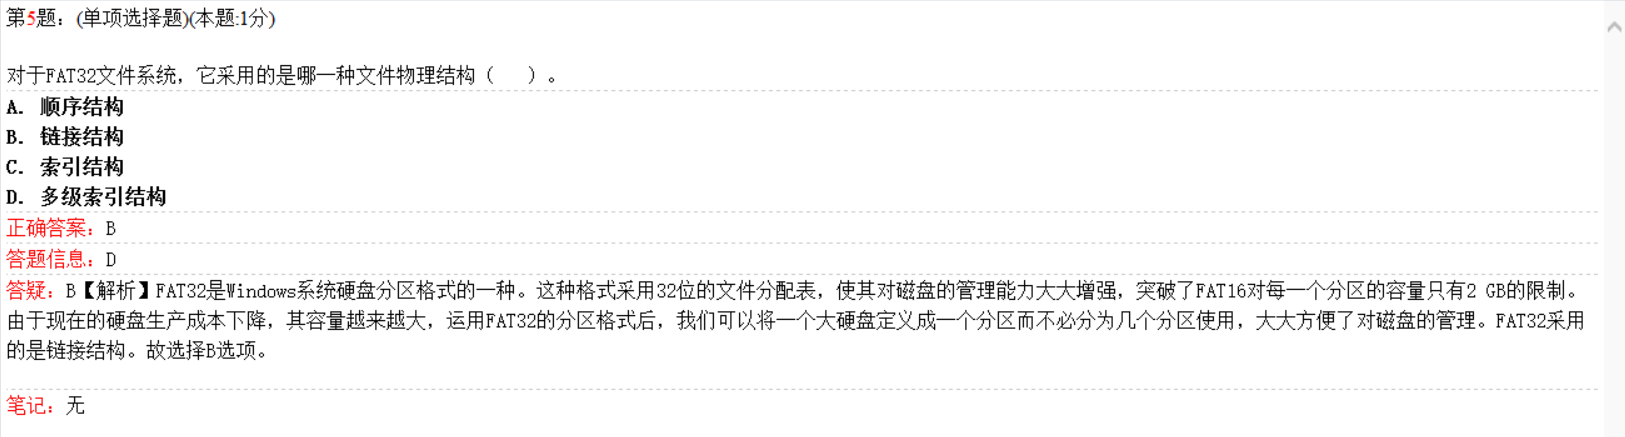 第5题：(单项选择题)(本题:1分)
对于FAT32文件系统，它采用的是哪一种文件物理结构（   ）。
A. 顺序结构
B. 链接结构
C. 索引结构
D. 多级索引结构
正确答案：B
答题信息：D
答疑：B【解析】FAT32是Windows系统硬盘分区格式的一种。这种格式采用32位的文件分配表，使其对磁盘的管理能力大大增强，突破了FAT16对每一个分区的容量只有2 GB的限制。
由于现在的硬盘生产成本下降，其容量越来越大，运用FAT32的分区格式后，我们可以将一个大硬盘定义成一个分区而不必分为几个分区使用，大大方便了对磁盘的管理。FAT32采用
的是链接结构。故选择B选项。
笔记：无